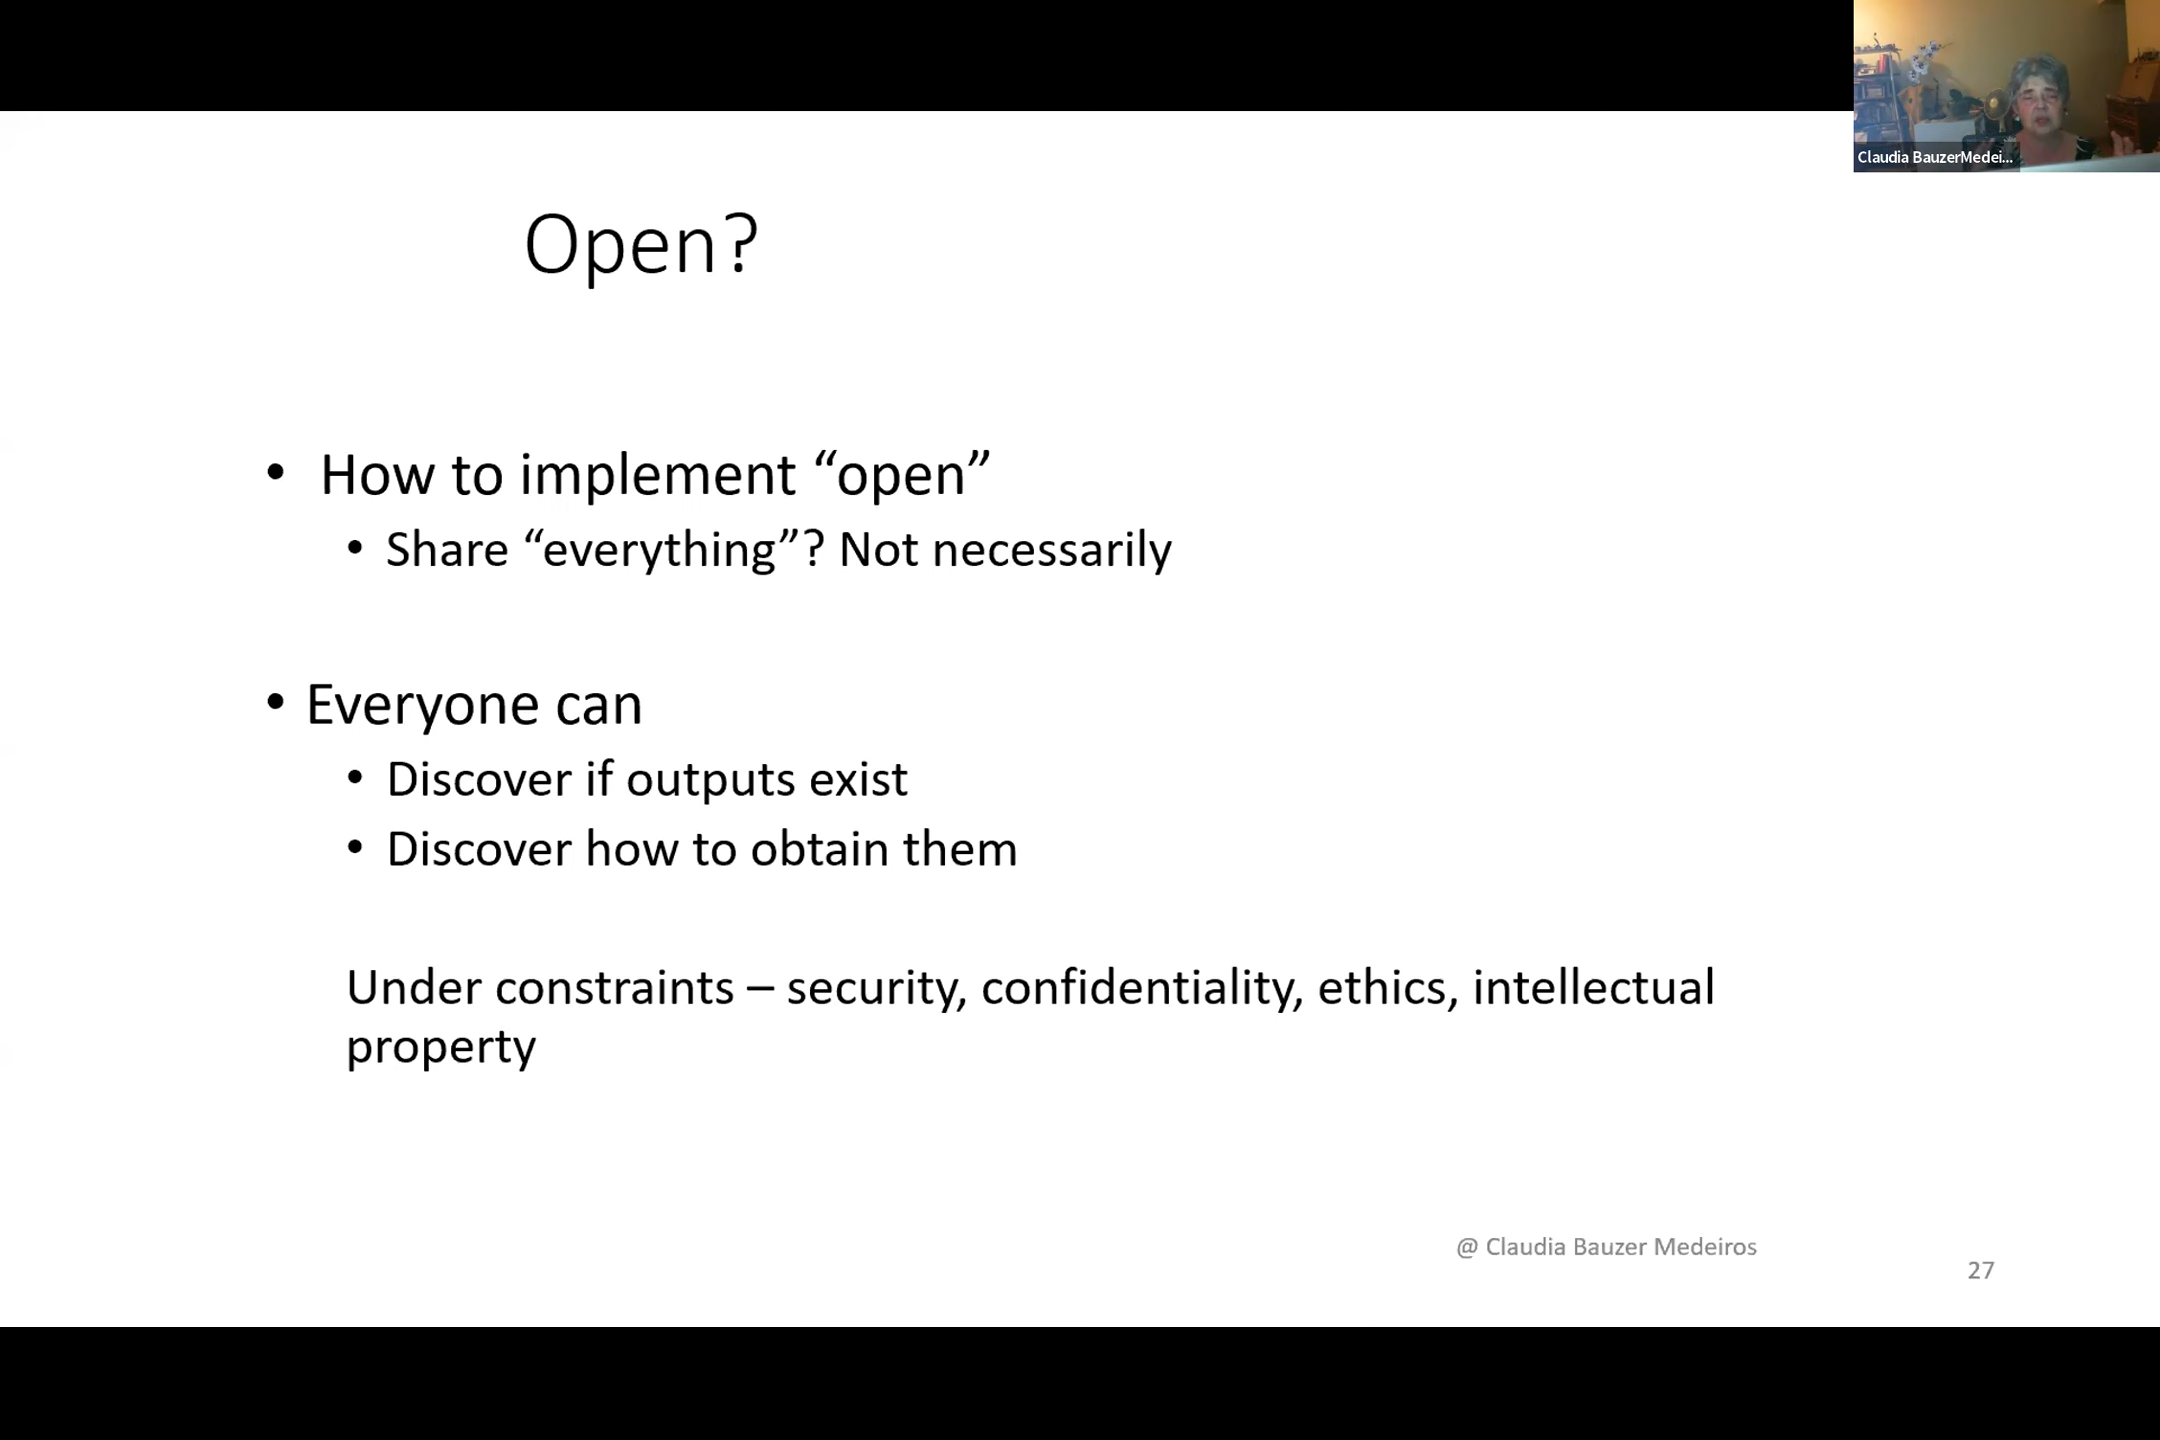 Claudia BauzerMedei...
Open?
• How to implement “open”
• Share “everything”? Not necessarily
• Everyone can
• Discover if outputs exist
• Discover how to obtain them
Under constraints – security, confidentiality, ethics, intellectual
property
@ Claudia Bauzer Medeiros
27